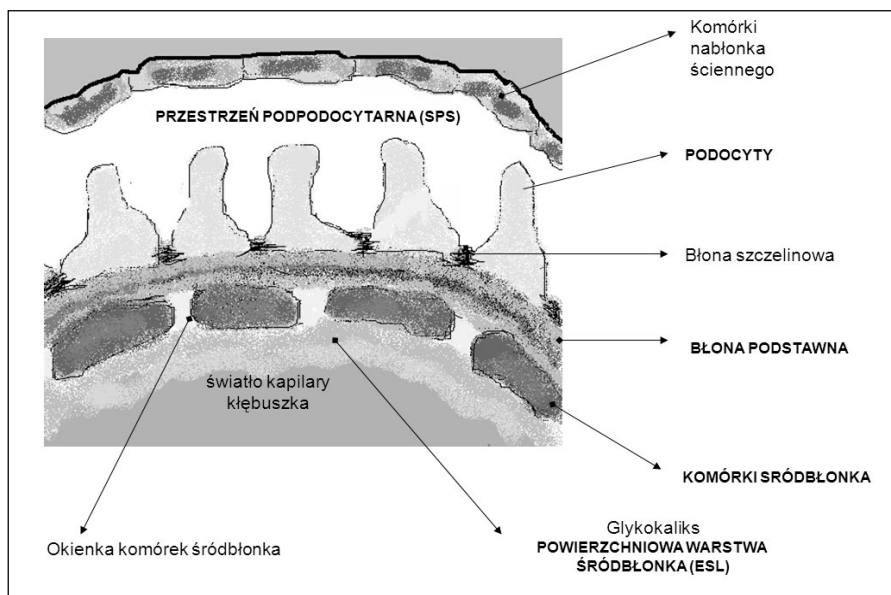 Komórki
nabłonka
ściennego
PRZESTRZEŃ PODPODOCYTARNA (SPS)
PODOCYTY
Błona szczelinowa
BŁONA PODSTAWNA
światło kapilary
kłębuszka
KOMÓRKI SRÓDBŁONKA
Okienka komórek śródbłonka
Glykokaliks
POWIERZCHNIOWA WARSTWA
ŚRÓDBŁONKA (ESL)